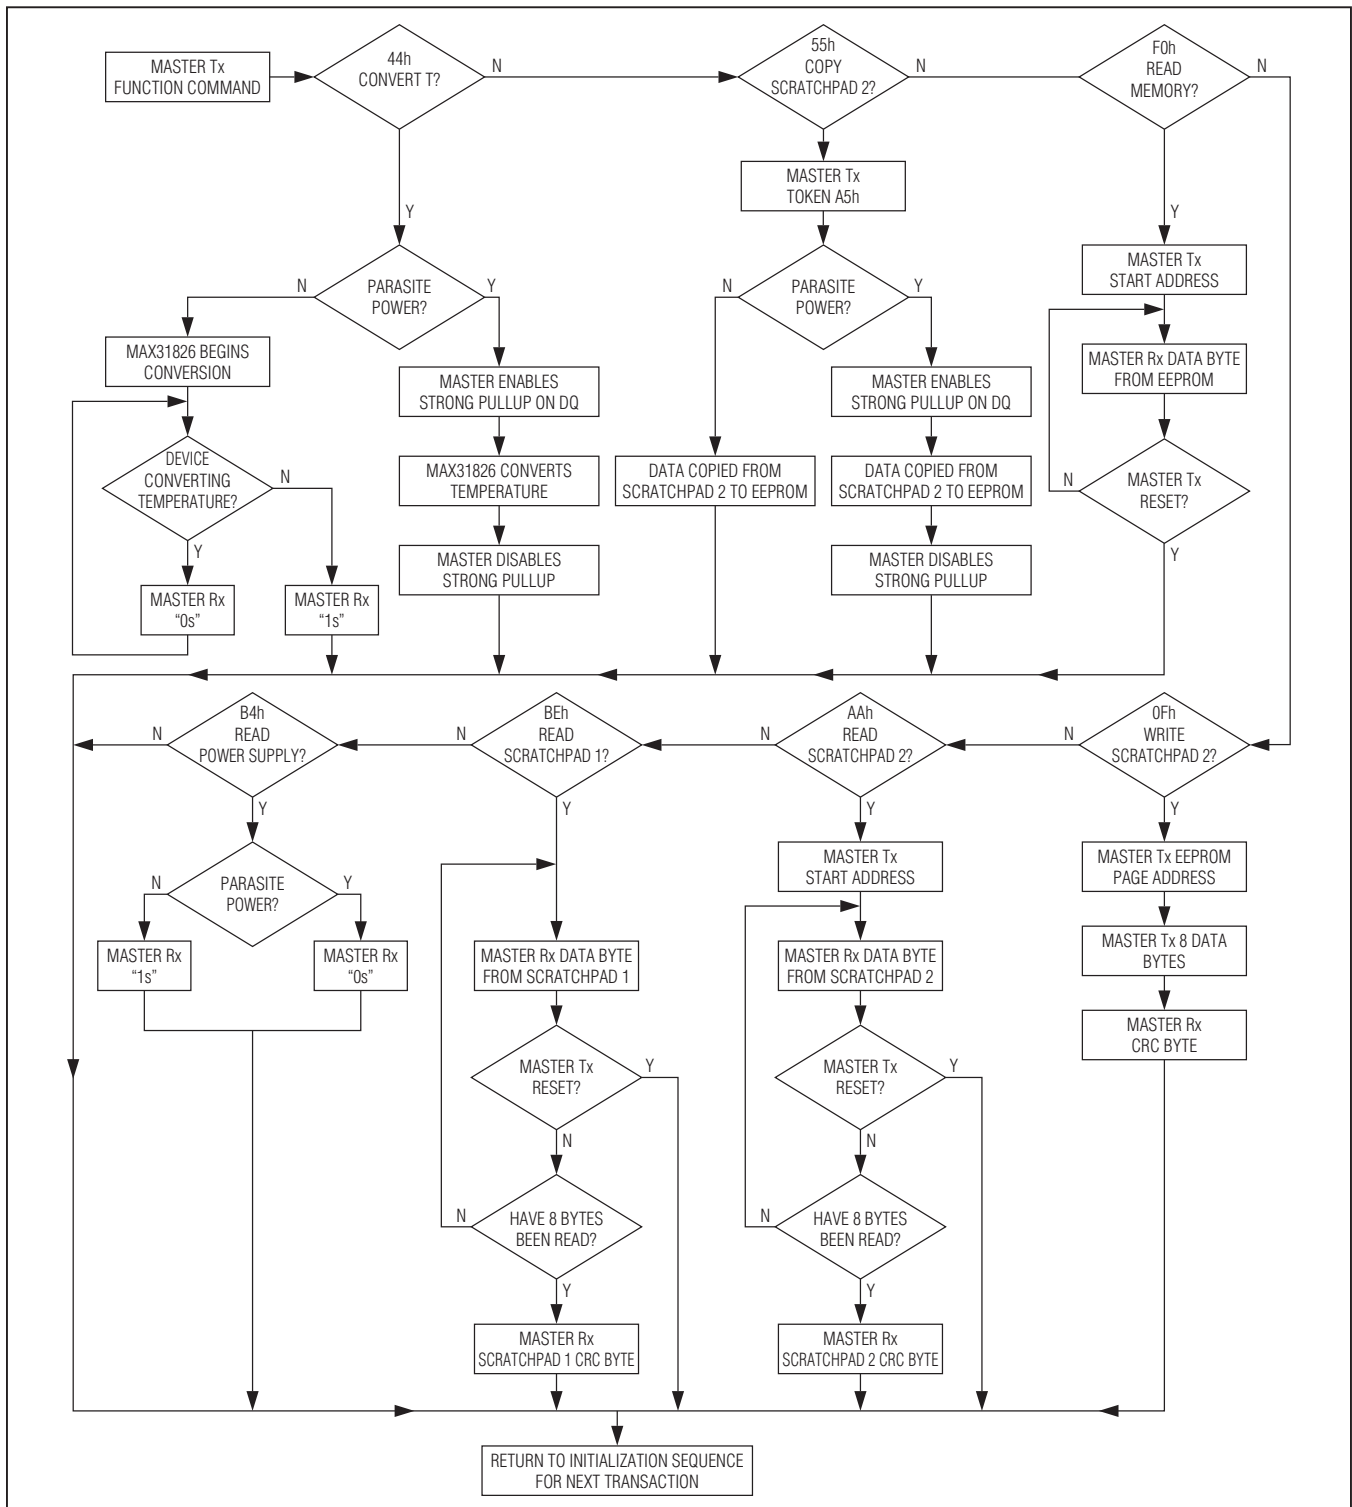 MASTER Tx
FUNCTION COMMAND
44h
CONVERT T?
N
Y
55h
COPY
SCRATCHPAD 2?
N
F0h
READ
MEMORY?
N
Y
MASTER Tx
TOKEN A5h
PARASITE
POWER?
N
Y
MAX31826 BEGINS
CONVERSION
DEVICE
CONVERTING
TEMPERATURE?
N
Y
MASTER Rx
“0s”
MASTER Rx
“1s”
MASTER ENABLES
STRONG PULLUP ON DQ
MAX31826 CONVERTS
TEMPERATURE
MASTER DISABLES
STRONG PULLUP
PARASITE
POWER?
N
Y
DATA COPIED FROM
SCRATCHPAD 2 TO EEPROM
MASTER ENABLES
STRONG PULLUP ON DQ
DATA COPIED FROM
SCRATCHPAD 2 TO EEPROM
MASTER DISABLES
STRONG PULLUP
MASTER Tx
START ADDRESS
MASTER Rx DATA BYTE
FROM EEPROM
MASTER Tx
RESET?
N
Y
B4h
READ
POWER SUPPLY?
N
Y
BEh
READ
SCRATCHPAD 1?
N
Y
AAh
READ
SCRATCHPAD 2?
N
Y
0Fh
WRITE
SCRATCHPAD 2?
N
Y
PARASITE
POWER?
N
Y
MASTER Rx
“1s”
MASTER Rx
“0s”
MASTER Rx DATA BYTE
FROM SCRATCHPAD 1
MASTER Tx
RESET?
Y
N
HAVE 8 BYTES
BEEN READ?
N
Y
MASTER Rx
SCRATCHPAD 1 CRC BYTE
MASTER Tx
START ADDRESS
MASTER Rx DATA BYTE
FROM SCRATCHPAD 2
MASTER Tx
RESET?
Y
N
HAVE 8 BYTES
BEEN READ?
N
Y
MASTER Rx
SCRATCHPAD 2 CRC BYTE
MASTER Tx EEPROM
PAGE ADDRESS
MASTER Tx 8 DATA
BYTES
MASTER Rx
CRC BYTE
RETURN TO INITIALIZATION SEQUENCE
FOR NEXT TRANSACTION